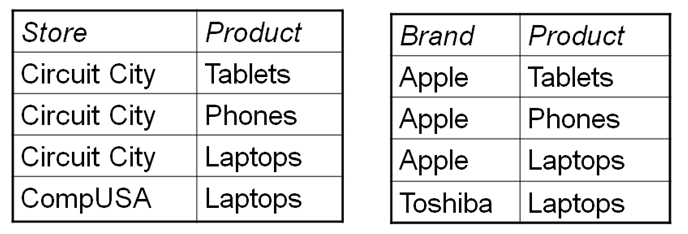 Store Product
Circuit City Tablets
Circuit City Phones
Circuit City Laptops
CompUSA Laptops
Brand Product
Apple Tablets
Apple Phones
Apple Laptops
Toshiba Laptops